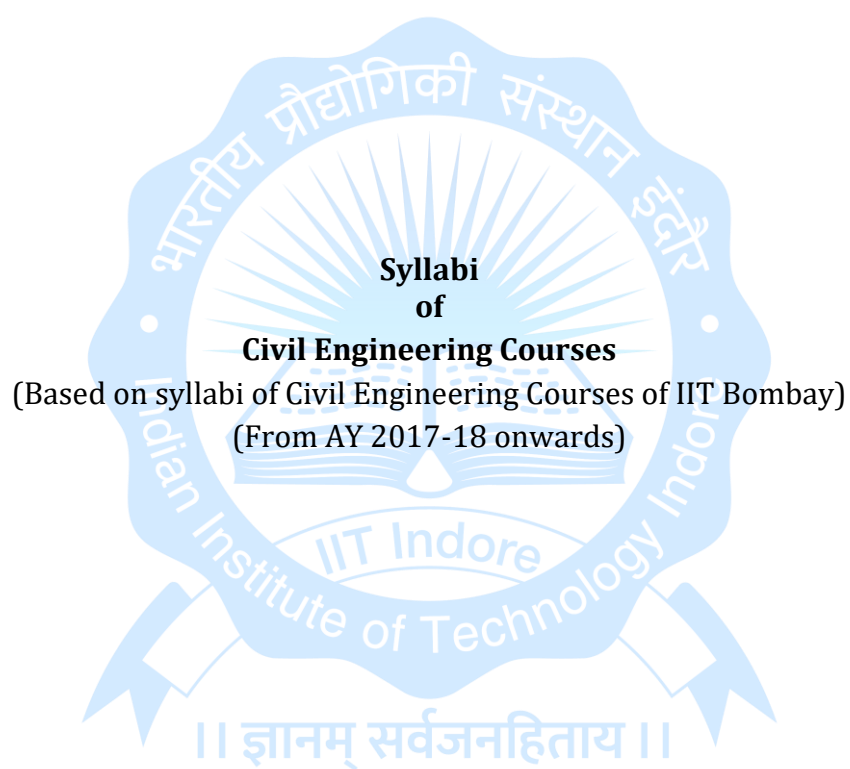 भारतीय प्रौद्योगिकी संस्थान इंदौर
Syllabi
of
Civil Engineering Courses
(Based on syllabi of Civil Engineering Courses of IIT Bombay)
(From AY 2017-18 onwards)
IIT Indore
Indian Institute of Technology Indore
।। ज्ञानम् सर्वजनहिताय ।।